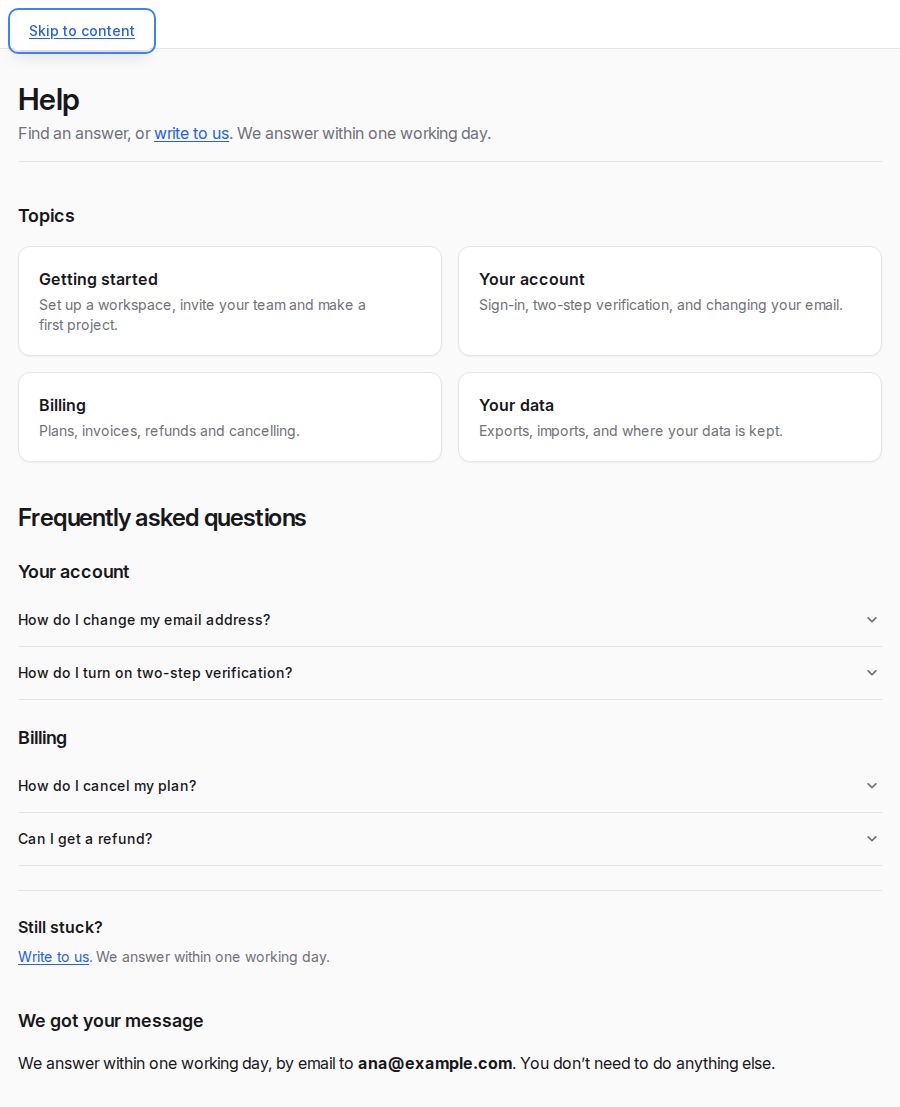 Skip to content
Help
Find an answer, or write to us. We answer within one working day.
Topics
Getting started
Set up a workspace, invite your team and make a
first project.
Your account
Sign-in, two-step verification, and changing your email.
Billing
Plans, invoices, refunds and cancelling.
Your data
Exports, imports, and where your data is kept.
Frequently asked questions
Your account
How do I change my email address?
How do I turn on two-step verification?
Billing
How do I cancel my plan?
Can I get a refund?
Still stuck?
Write to us. We answer within one working day.
We got your message
We answer within one working day, by email to ana@example.com. You don’t need to do anything else.